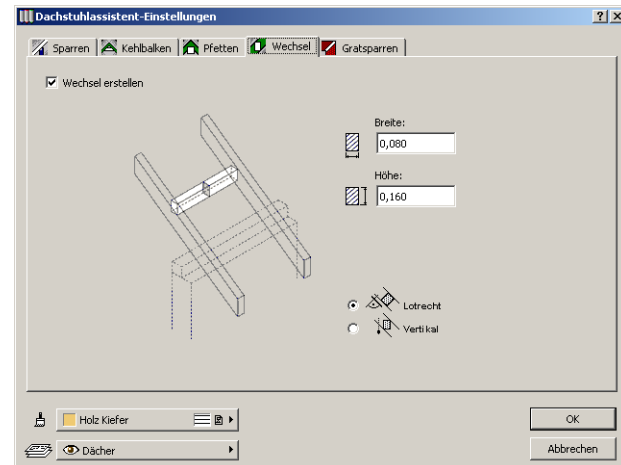 Dachstuhlassistent-Einstellungen
Sparren Kehlbalken Pfetten Wechsel Gratsparren
Wechsel erstellen
Breite:
0,080
Höhe:
0,160
Lotrecht
Vertikal
Holz Kiefer
OK
Dächer
Abbrechen